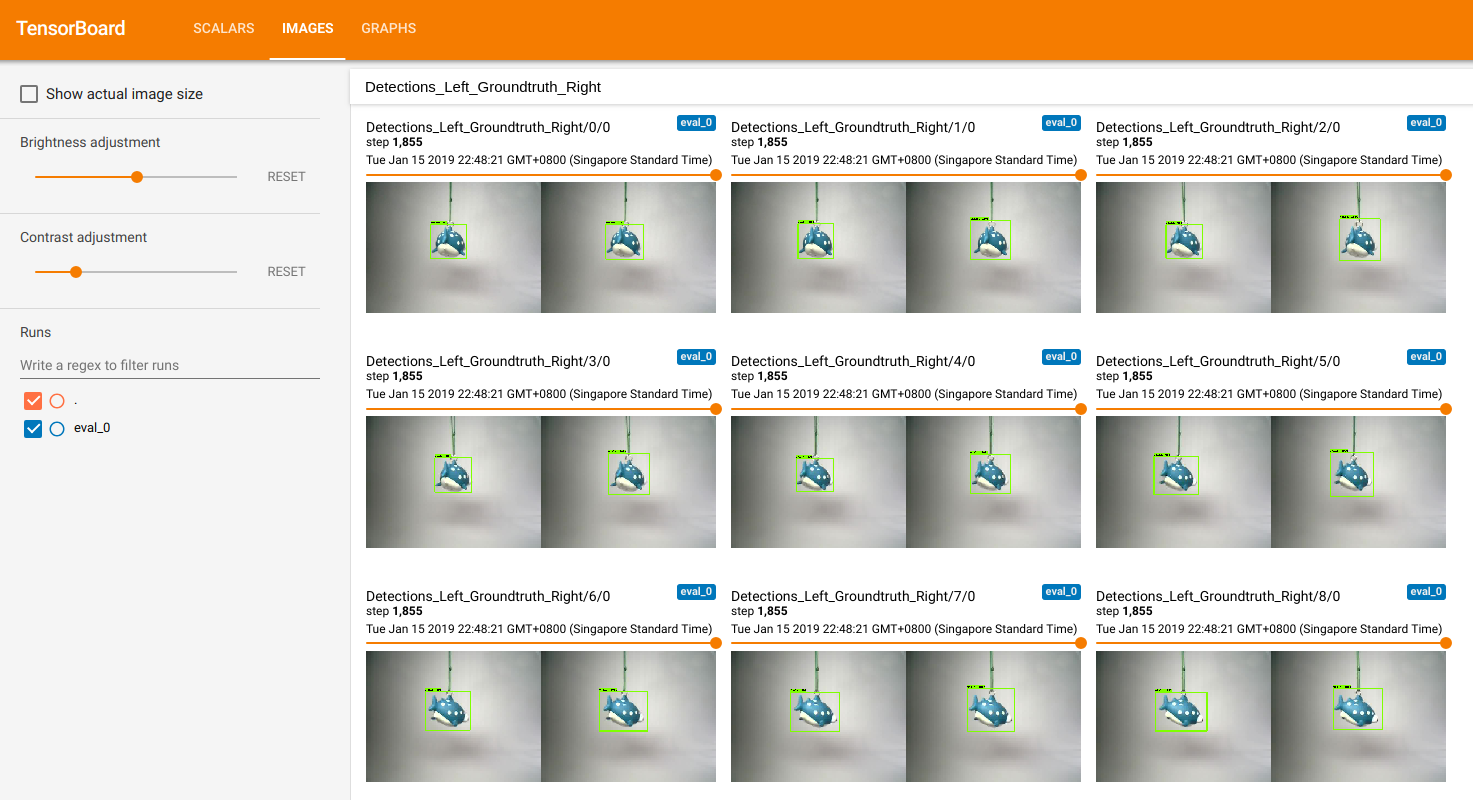 TensorBoard
SCALARS
IMAGES
GRAPHS
Show actual image size
Brightness adjustment
RESET
Contrast adjustment
RESET
Runs
Write a regex to filter runs
.
eval_0
Detections_Left_Groundtruth_Right
Detections_Left_Groundtruth_Right/0/0
eval_0
step 1,855
Tue Jan 15 2019 22:48:21 GMT+0800 (Singapore Standard Time)
Detections_Left_Groundtruth_Right/1/0
eval_0
step 1,855
Tue Jan 15 2019 22:48:21 GMT+0800 (Singapore Standard Time)
Detections_Left_Groundtruth_Right/2/0
eval_0
step 1,855
Tue Jan 15 2019 22:48:21 GMT+0800 (Singapore Standard Time)
Detections_Left_Groundtruth_Right/3/0
eval_0
step 1,855
Tue Jan 15 2019 22:48:21 GMT+0800 (Singapore Standard Time)
Detections_Left_Groundtruth_Right/4/0
eval_0
step 1,855
Tue Jan 15 2019 22:48:21 GMT+0800 (Singapore Standard Time)
Detections_Left_Groundtruth_Right/5/0
eval_0
step 1,855
Tue Jan 15 2019 22:48:21 GMT+0800 (Singapore Standard Time)
Detections_Left_Groundtruth_Right/6/0
eval_0
step 1,855
Tue Jan 15 2019 22:48:21 GMT+0800 (Singapore Standard Time)
Detections_Left_Groundtruth_Right/7/0
eval_0
step 1,855
Tue Jan 15 2019 22:48:21 GMT+0800 (Singapore Standard Time)
Detections_Left_Groundtruth_Right/8/0
eval_0
step 1,855
Tue Jan 15 2019 22:48:21 GMT+0800 (Singapore Standard Time)